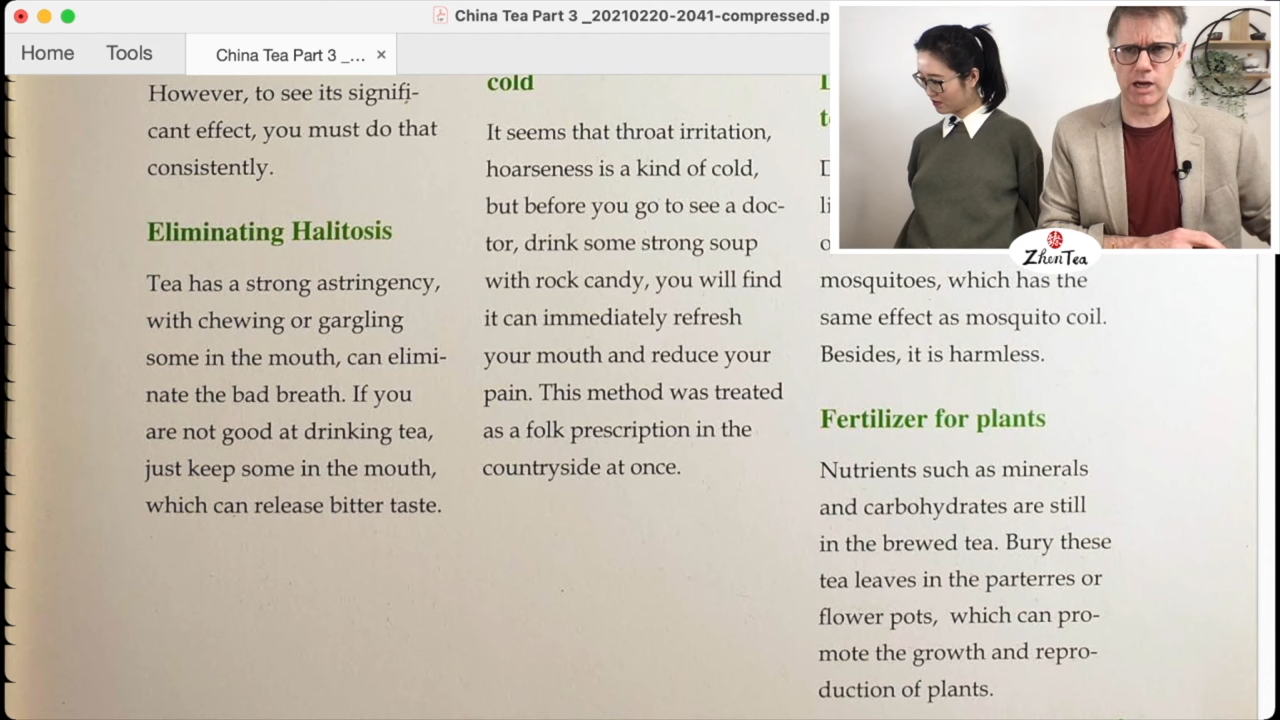 China Tea Part 3 _20210220-2041-compressed.p
Home
Tools
China Tea Part 3 _...
However, to see its signifi-
cant effect, you must do that
consistently.
Eliminating Halitosis
Tea has a strong astringency,
with chewing or gargling
some in the mouth, can elimi-
nate the bad breath. If you
are not good at drinking tea,
just keep some in the mouth,
which can release bitter taste.
cold
It seems that throat irritation,
hoarseness is a kind of cold,
but before you go to see a doc-
tor, drink some strong soup
with rock candy, you will find
it can immediately refresh
your mouth and reduce your
pain. This method was treated
as a folk prescription in the
countryside at once.
mosquitoes, which has the
same effect as mosquito coil.
Besides, it is harmless.
Fertilizer for plants
Nutrients such as minerals
and carbohydrates are still
in the brewed tea. Bury these
tea leaves in the parterres or
flower pots, which can pro-
mote the growth and repro-
duction of plants.
ZhenTea